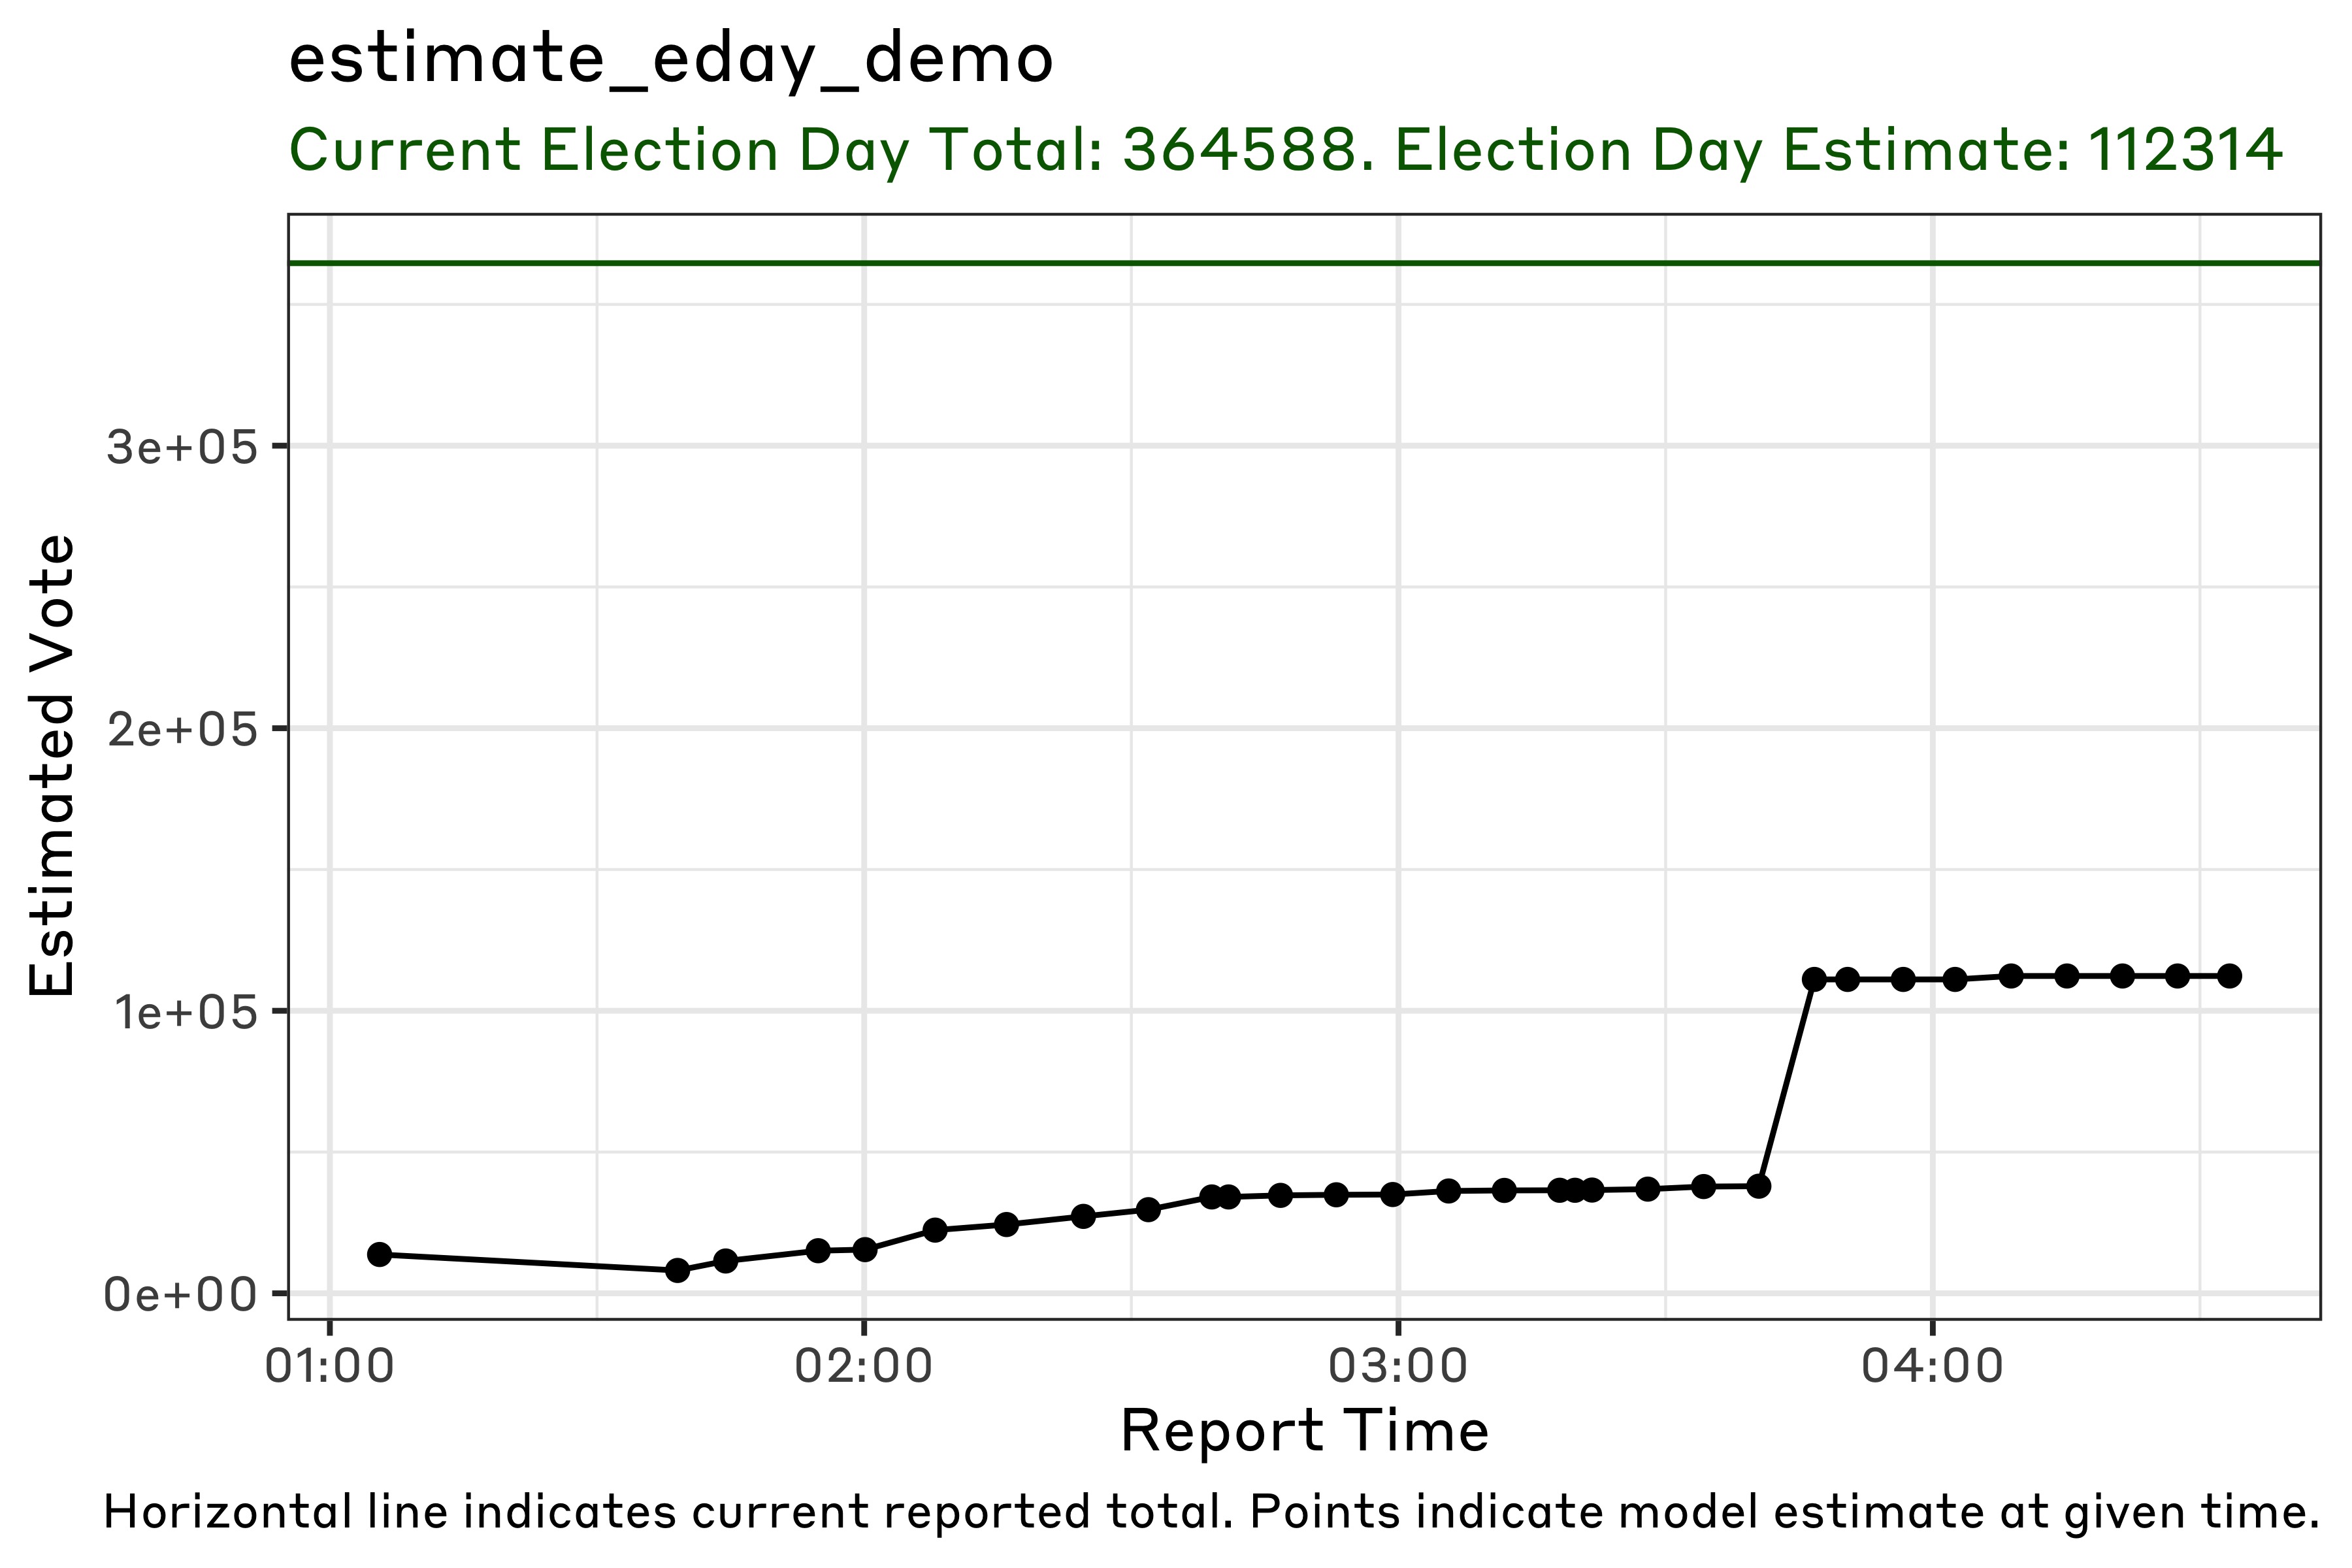 estimate_eday_demo
Current Election Day Total: 364588. Election Day Estimate: 112314
Estimated Vote
3e+05
2e+05
1e+05
0e+00
01:00 02:00 03:00 04:00
Report Time
Horizontal line indicates current reported total. Points indicate model estimate at given time.